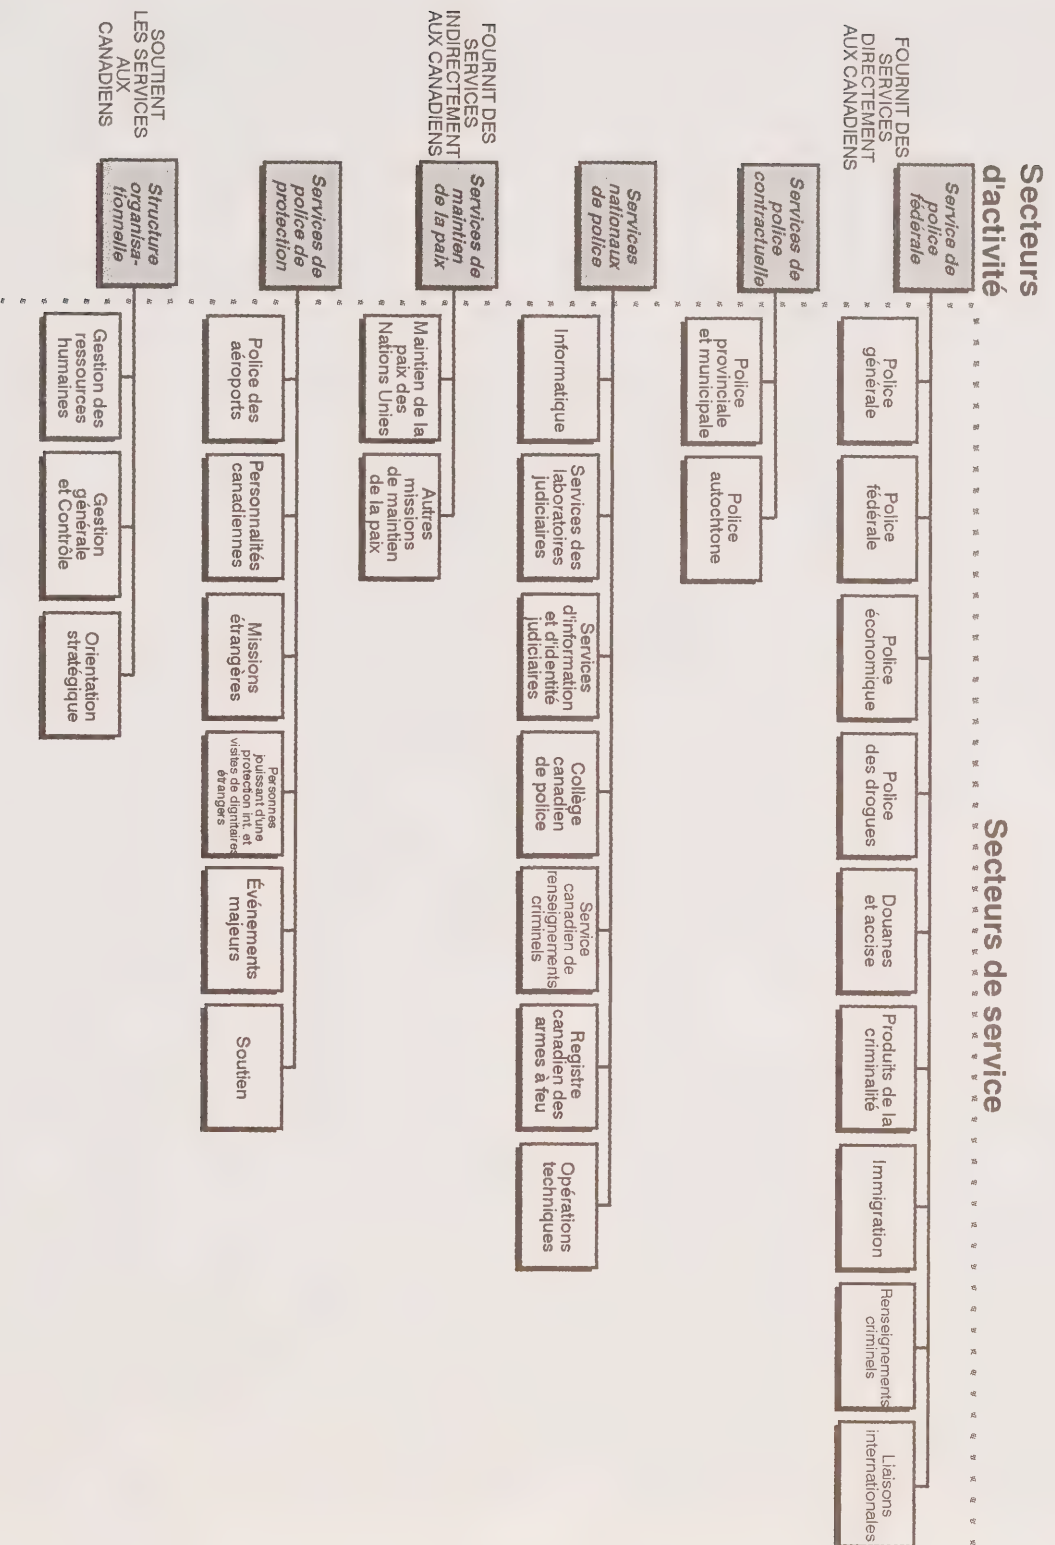 Secteurs
d'activité
Secteurs de service
FOURNIT DES
SERVICES
DIRECTEMENT
AUX CANADIENS
Service de
police
fédérale
Police
générale
Police
fédérale
Police
économique
Police
des drogues
Douanes
et accise
Produits de la
criminalité
Immigration
Renseignements
criminels
Liaisons
internationales
Services de
police
contractuelle
Police
provinciale
et municipale
Police
autochtone
Services
nationaux
de police
Informatique
Services des
laboratoires
judiciaires
Services
d'information
et d'identité
judiciaires
Collège
canadien
de police
Service
canadien de
renseignements
criminels
Registre
canadien des
armes à feu
Opérations
techniques
FOURNIT DES
SERVICES
INDIRECTEMENT
AUX CANADIENS
Services de
maintien
de la paix
Maintien de la
paix des
Nations Unies
Autres
missions
de maintien
de la paix
Services de
police de
protection
Police des
aéroports
Personnalités
canadiennes
Missions
étrangères
Personnes
jouissant d'une
protection int. et
visites de dignitaires
étrangers
Événements
majeurs
Soutien
SOUTIENT
LES SERVICES
AUX
CANADIENS
Structure
organisa-
tionnelle
Gestion des
ressources
humaines
Gestion
générale
et Contrôle
Orientation
stratégique